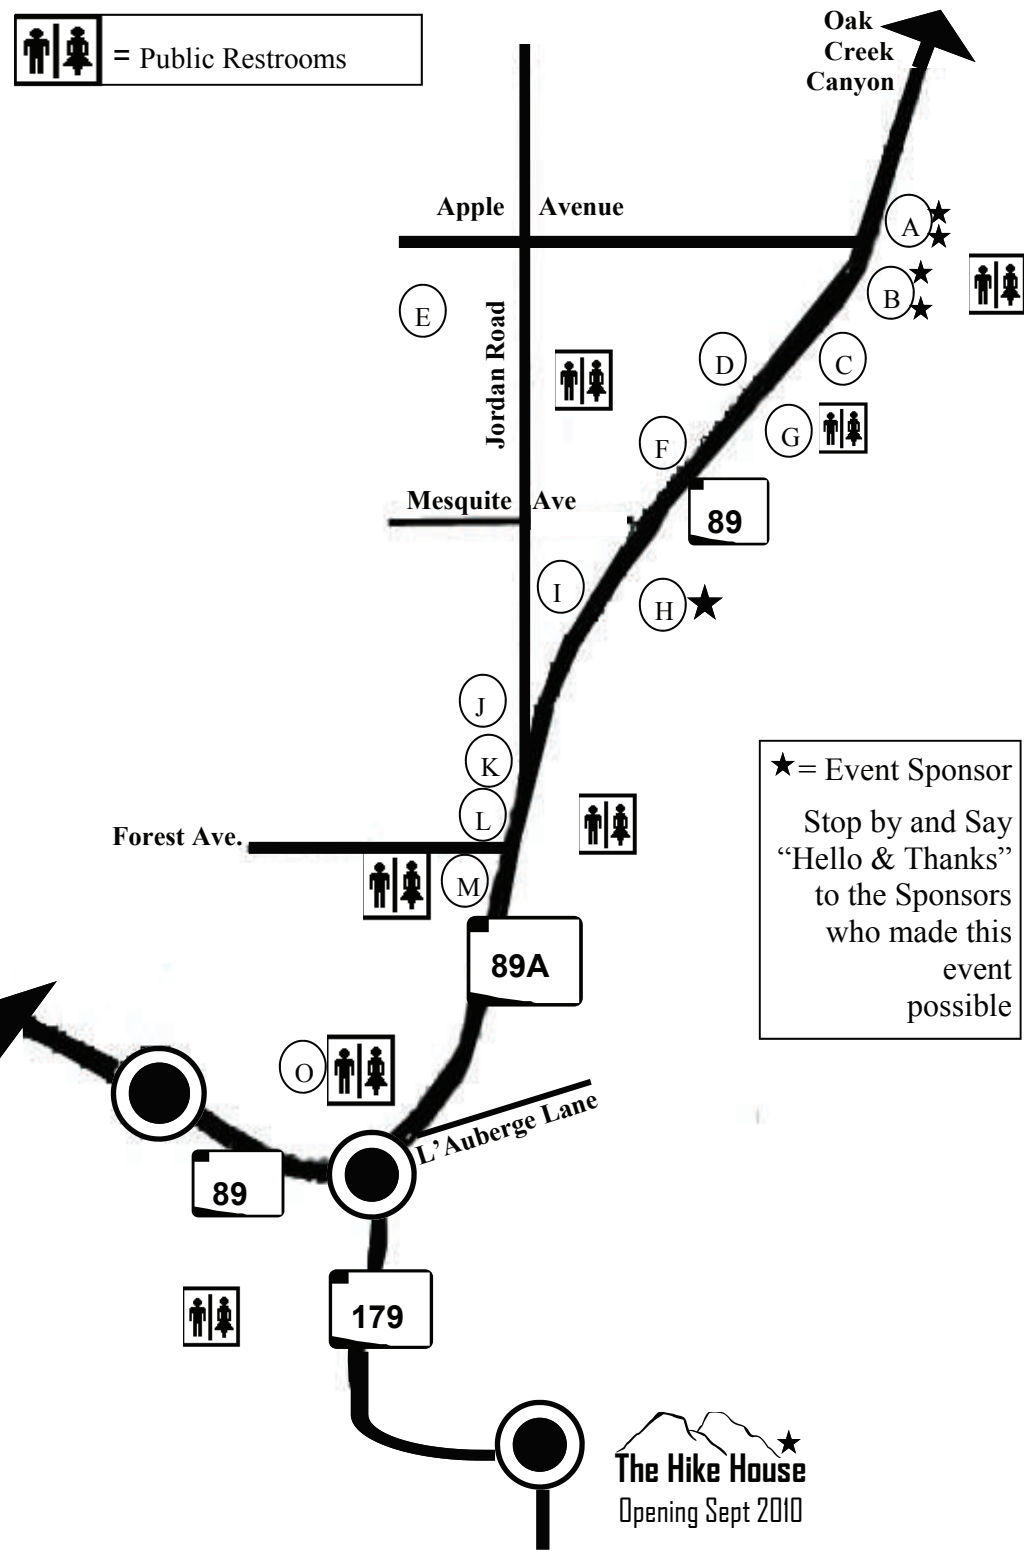 = Public Restrooms
Oak
Creek
Canyon
Apple Avenue
A
B
E
Jordan Road
D
C
F
G
Mesquite Ave
89
I
H
J
K
L
= Event Sponsor
Stop by and Say
“Hello & Thanks”
to the Sponsors
who made this
event
possible
Forest Ave.
M
89A
O
L’Auberge Lane
89
179
The Hike House
Opening Sept 2010